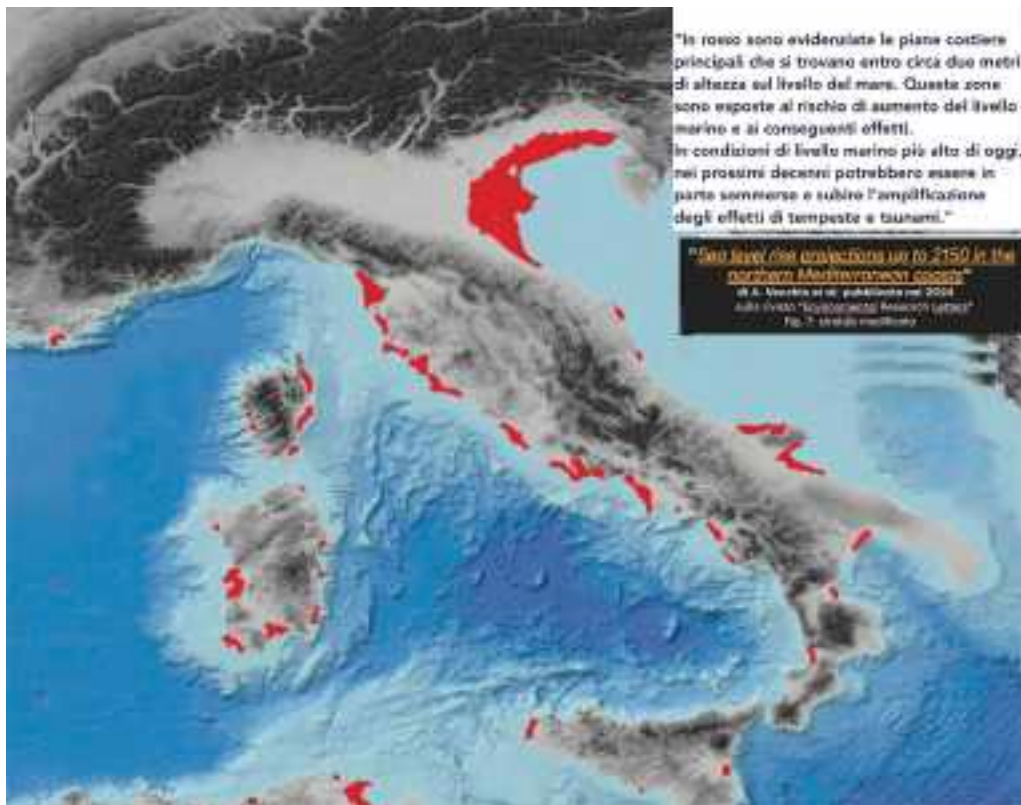 "In rosso sono evidenziate le piane costiere
principali che si trovano entro circa due metri
di altezza sul livello del mare. Queste zone
sono esposte al rischio di aumento del livello
marino e ai conseguenti effetti.
In condizioni di livello marino più alto di oggi,
nei prossimi decenni potrebbero essere in
parte sommerse e subire l'amplificazione
degli effetti di tempeste e tsunami."
"Sea level rise projections up to 2150 in the
northern Mediterranean coasts"
di A. Vecchio et al. pubblicato nel 2024
sulla rivista "Environmental Research Letters"
Fig. 7 modificata